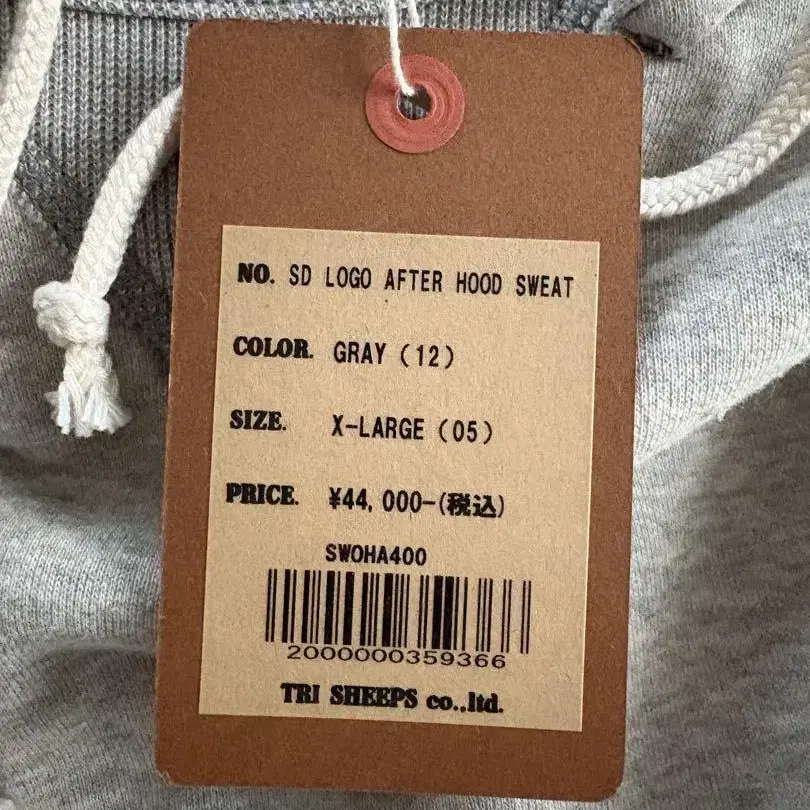 NO. SD LOGO AFTER HOOD SWEAT
COLOR. GRAY (12)
SIZE. X-LARGE (05)
PRICE. ¥44,000-(税込)
SWOHA400
2000000359366
TRI SHEEPS co.,ltd.